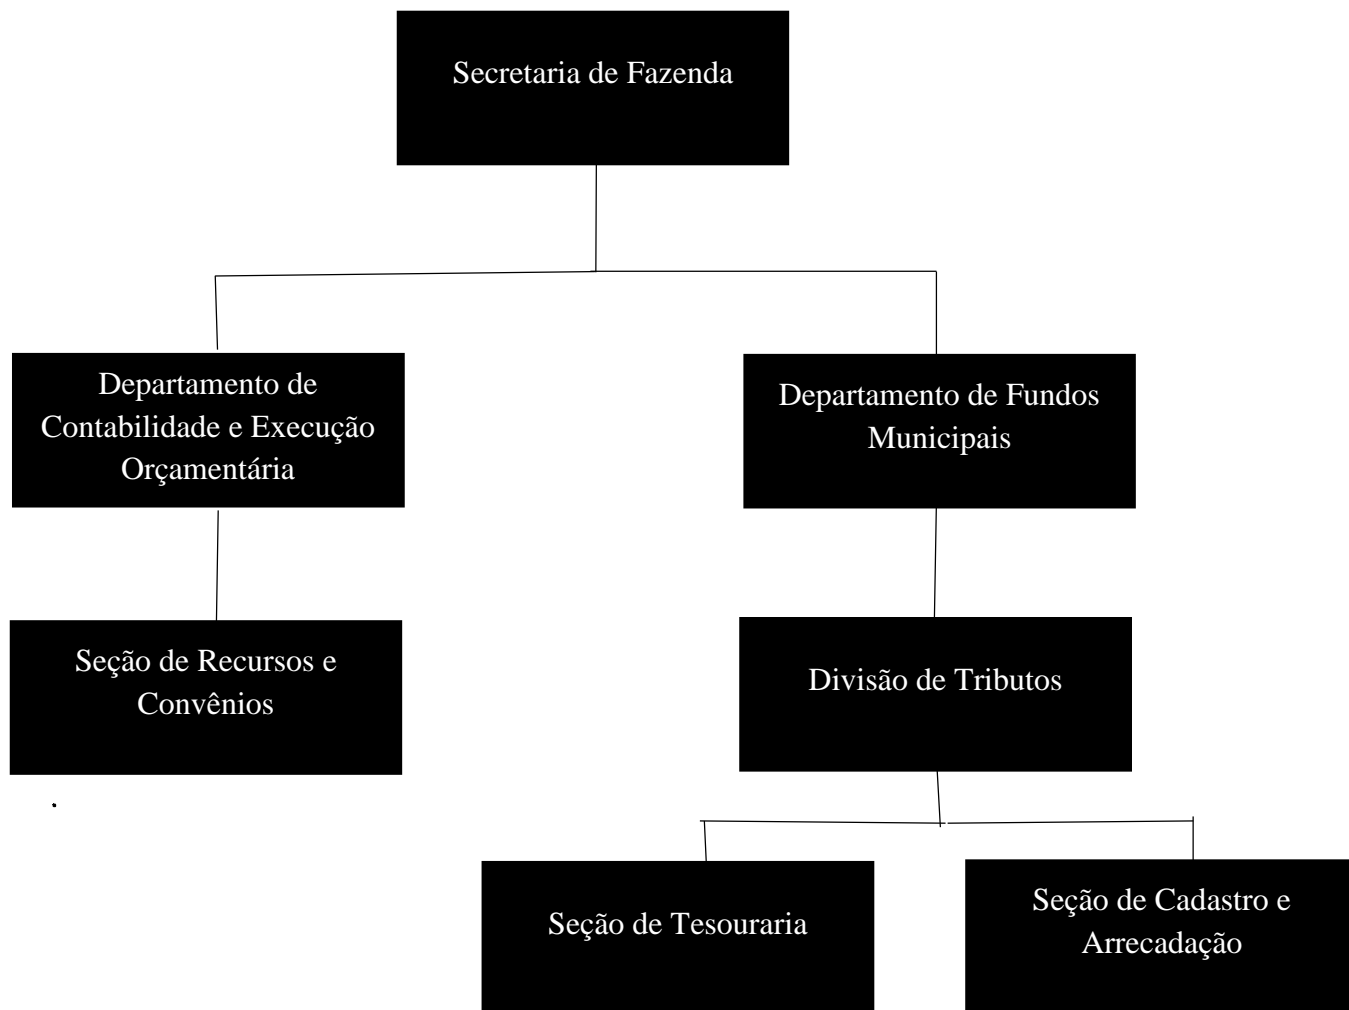 Secretaria de Fazenda
Departamento de
Contabilidade e Execução
Orçamentária
Departamento de Fundos
Municipais
Seção de Recursos e
Convênios
Divisão de Tributos
Seção de Tesouraria
Seção de Cadastro e
Arrecadação